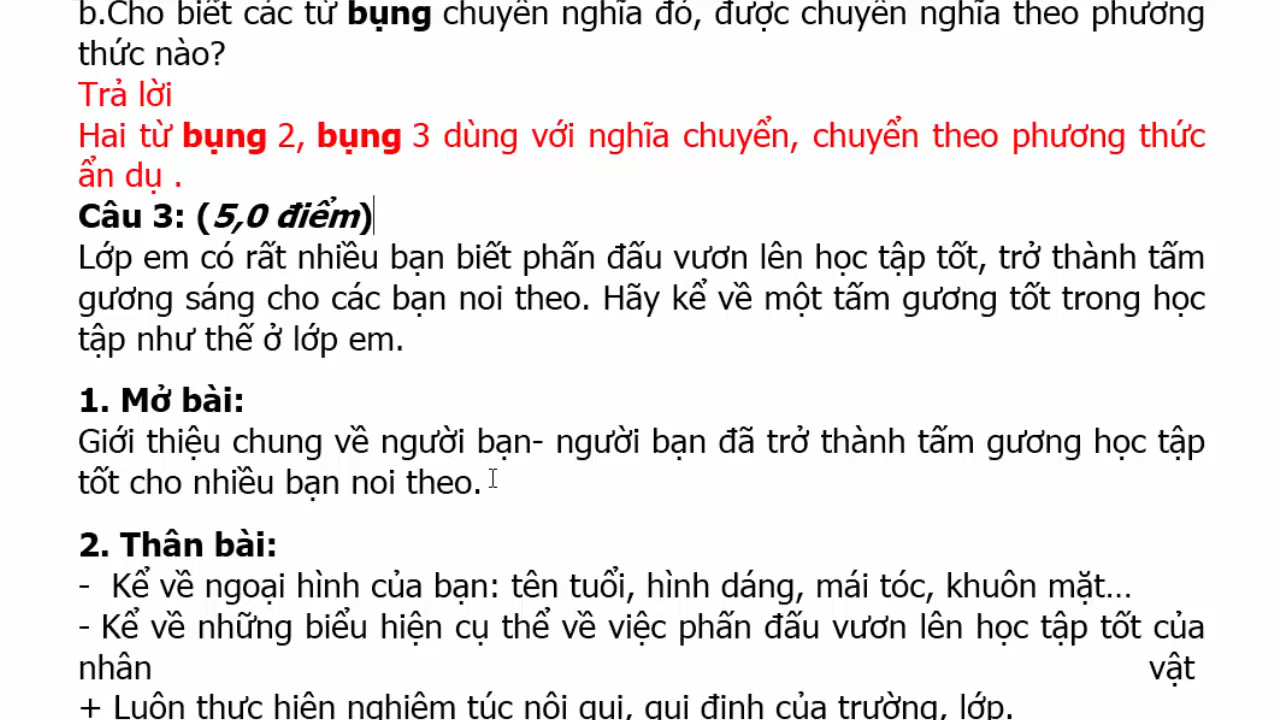 b.Cho biết các từ bụng chuyển nghĩa đó, được chuyển nghĩa theo phương
thức nào?
Trả lời
Hai từ bụng 2, bụng 3 dùng với nghĩa chuyển, chuyển theo phương thức
ẩn dụ .
Câu 3: (5,0 điểm)
Lớp em có rất nhiều bạn biết phấn đấu vươn lên học tập tốt, trở thành tấm
gương sáng cho các bạn noi theo. Hãy kể về một tấm gương tốt trong học
tập như thế ở lớp em.
1. Mở bài:
Giới thiệu chung về người bạn- người bạn đã trở thành tấm gương học tập
tốt cho nhiều bạn noi theo.
2. Thân bài:
- Kể về ngoại hình của bạn: tên tuổi, hình dáng, mái tóc, khuôn mặt...
- Kể về những biểu hiện cụ thể về việc phấn đấu vươn lên học tập tốt của
nhân vật
+ Luôn thực hiện nghiêm túc nội qui, qui định của trường, lớp.